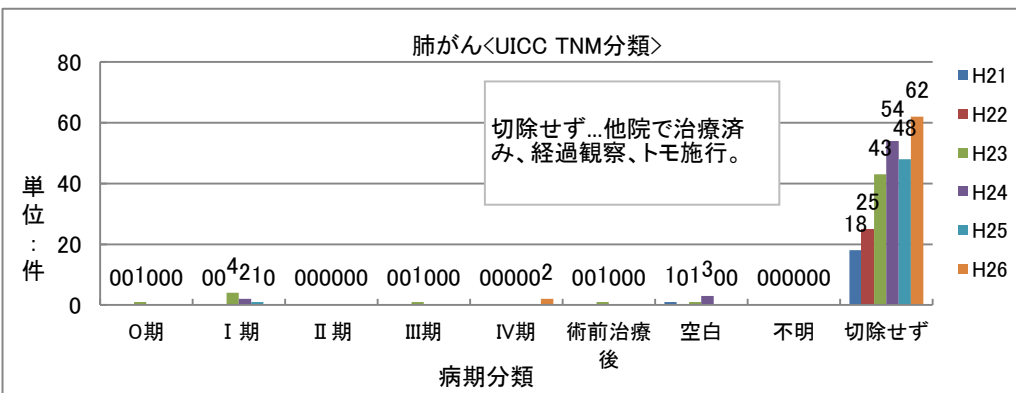 肺がん<UICC TNM分類>
80
60
40
20
0
単位:件
切除せず…他院で治療済
み、経過観察、トモ施行。
001000
004210
000000
001000
000002
001000
101300
000000
18
25
43
54
48
62
0期
Ⅰ期
Ⅱ期
Ⅲ期
Ⅳ期
術前治療
後
空白
不明
切除せず
病期分類
H21
H22
H23
H24
H25
H26